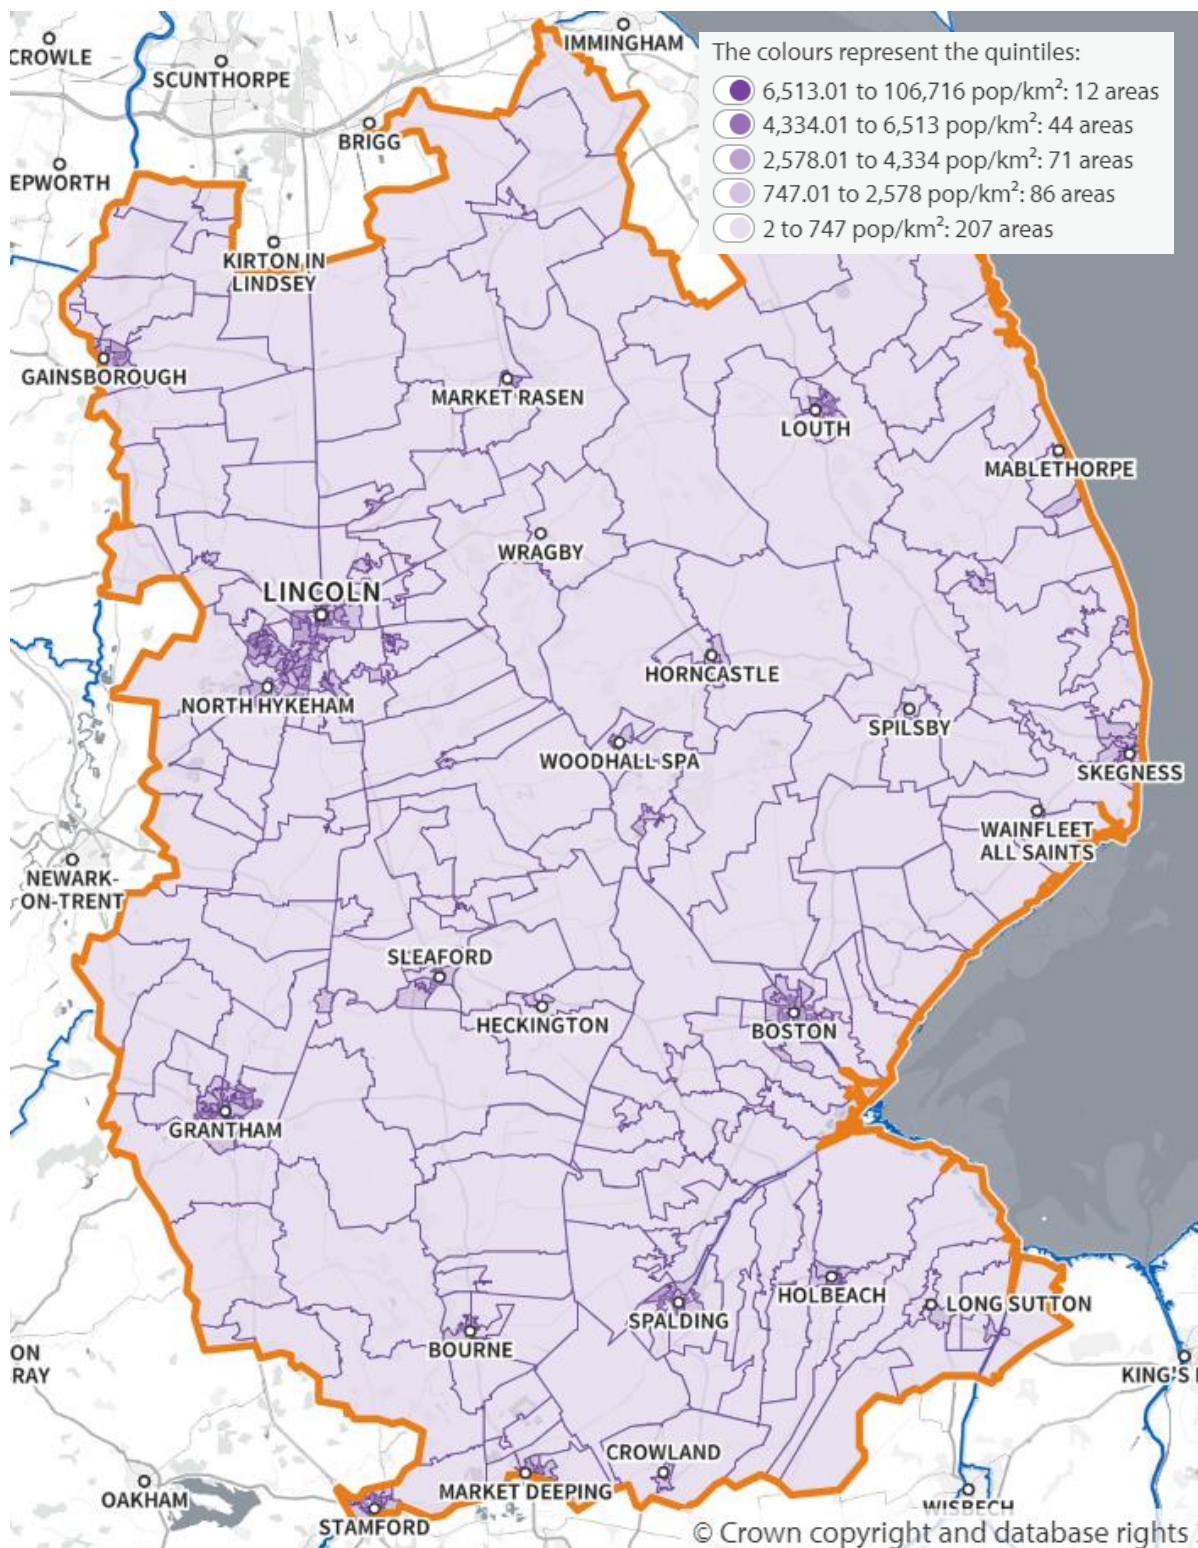 CROWLE
SCUNTHORPE
IMMINGHAM
The colours represent the quintiles:
6,513.01 to 106,716 pop/km²: 12 areas
4,334.01 to 6,513 pop/km²: 44 areas
2,578.01 to 4,334 pop/km²: 71 areas
747.01 to 2,578 pop/km²: 86 areas
2 to 747 pop/km²: 207 areas
BRIGG
EPWORTH
KIRTON IN
LINDSEY
GAINSBOROUGH
MARKET RASEN
LOUTH
MABLETHORPE
WRAGBY
LINCOLN
HORNCASTLE
NORTH HYKEHAM
SPILSBY
WOODHALL SPA
SKEGNESS
WAINFLEET
ALL SAINTS
NEWARK-
ON-TRENT
SLEAFORD
HECKINGTON
BOSTON
GRANTHAM
HOLBEACH
LONG SUTTON
SPALDING
BOURNE
ON
RAY
KING'S
CROWLAND
MARKET DEEPING
OAKHAM
STAMFORD
WISBECH
© Crown copyright and database rights